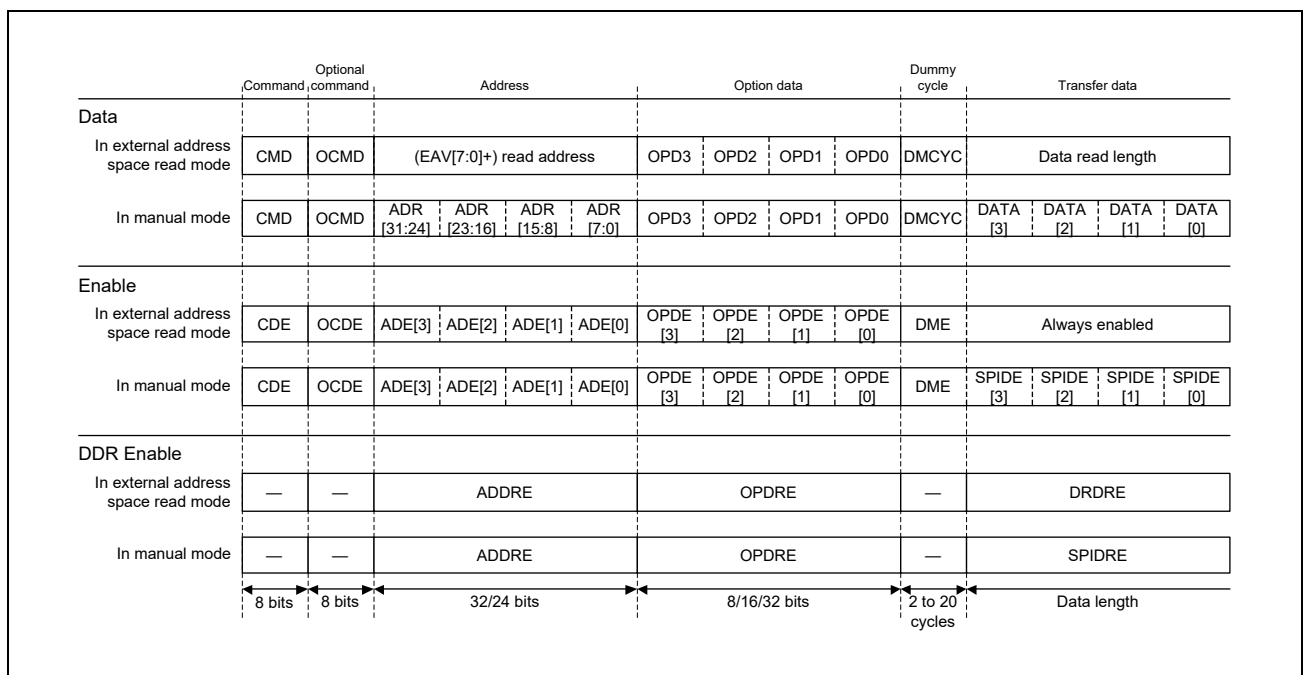 Command Optional command Address Option data Dummy cycle Transfer data
Data
In external address space read mode CMD OCMD (EAV[7:0]+) read address OPD3 OPD2 OPD1 OPD0 DMCYC Data read length
In manual mode CMD OCMD ADR [31:24] ADR [23:16] ADR [15:8] ADR [7:0] OPD3 OPD2 OPD1 OPD0 DMCYC DATA [3] DATA [2] DATA [1] DATA [0]
Enable
In external address space read mode CDE OCDE ADE[3] ADE[2] ADE[1] ADE[0] OPDE [3] OPDE [2] OPDE [1] OPDE [0] DME Always enabled
In manual mode CDE OCDE ADE[3] ADE[2] ADE[1] ADE[0] OPDE [3] OPDE [2] OPDE [1] OPDE [0] DME SPIDE [3] SPIDE [2] SPIDE [1] SPIDE [0]
DDR Enable
In external address space read mode — — ADDRE OPDRE — DRDRE
In manual mode — — ADDRE OPDRE — SPIDRE
8 bits 8 bits 32/24 bits 8/16/32 bits 2 to 20 cycles Data length